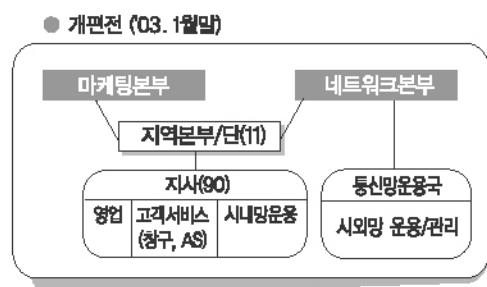 ● 개편전 ('03. 1월말)
마케팅본부 네트워크본부
지역본부/단(11)
지사(90) 통신망운용국
영업 고객서비스 시내망운용 시외망 운용/관리
(창구, AS)